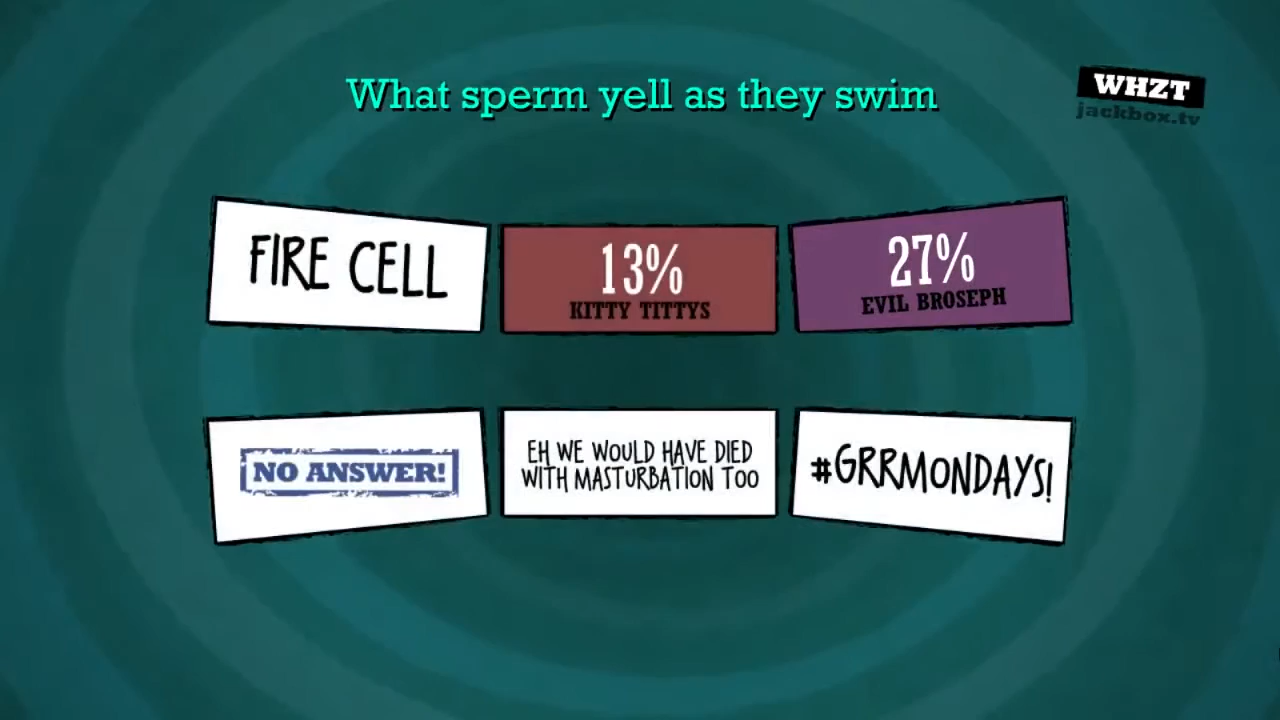 What sperm yell as they swim
WHZT
jackbox.tv
FIRE CELL
13%
KITTY TITTYS
27%
EVIL BROSEPH
NO ANSWER!
EH WE WOULD HAVE DIED
WITH MASTURBATION TOO
#GRRMONDAYS!